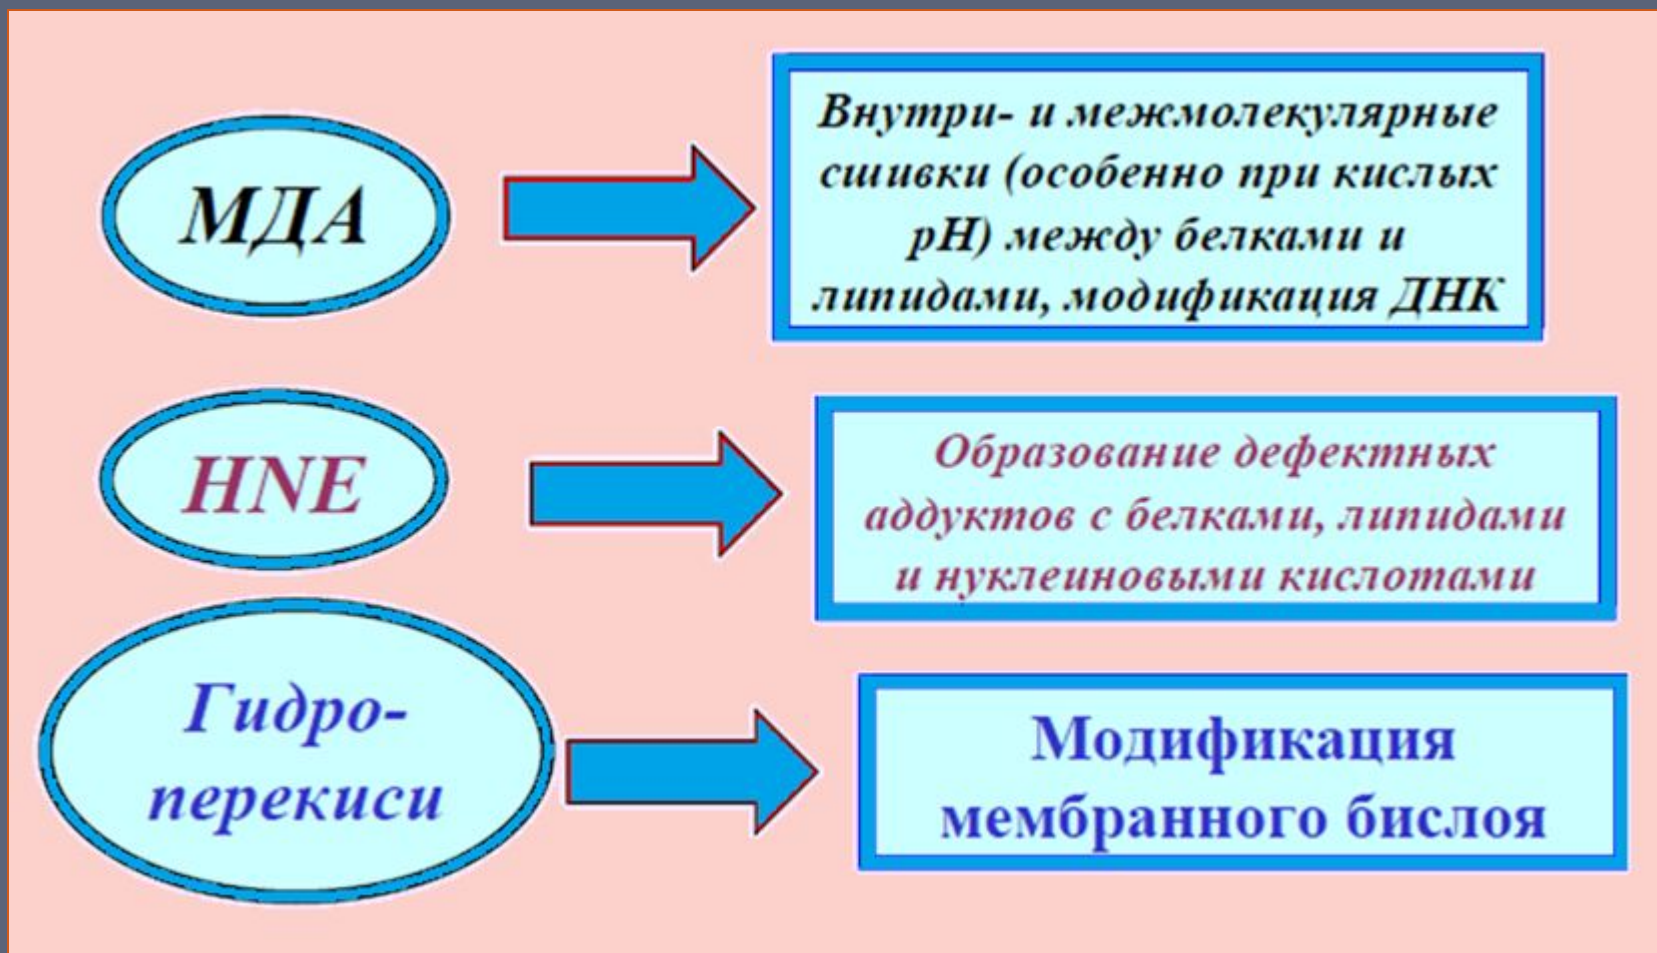 МДА
Внутри- и межмолекулярные
сшивки (особенно при кислых
рН) между белками и
липидами, модификация ДНК
HNE
Образование дефектных
аддуктов с белками, липидами
и нуклеиновыми кислотами
Гидро-
перекиси
Модификация
мембранного бислоя